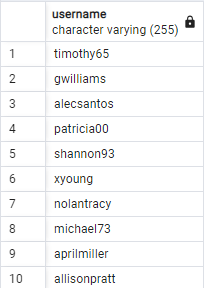 username
character varying (255)
1 timothy65
2 gwilliams
3 alecsantos
4 patricia00
5 shannon93
6 xyoung
7 nolantracy
8 michael73
9 aprilmiller
10 allisonpratt